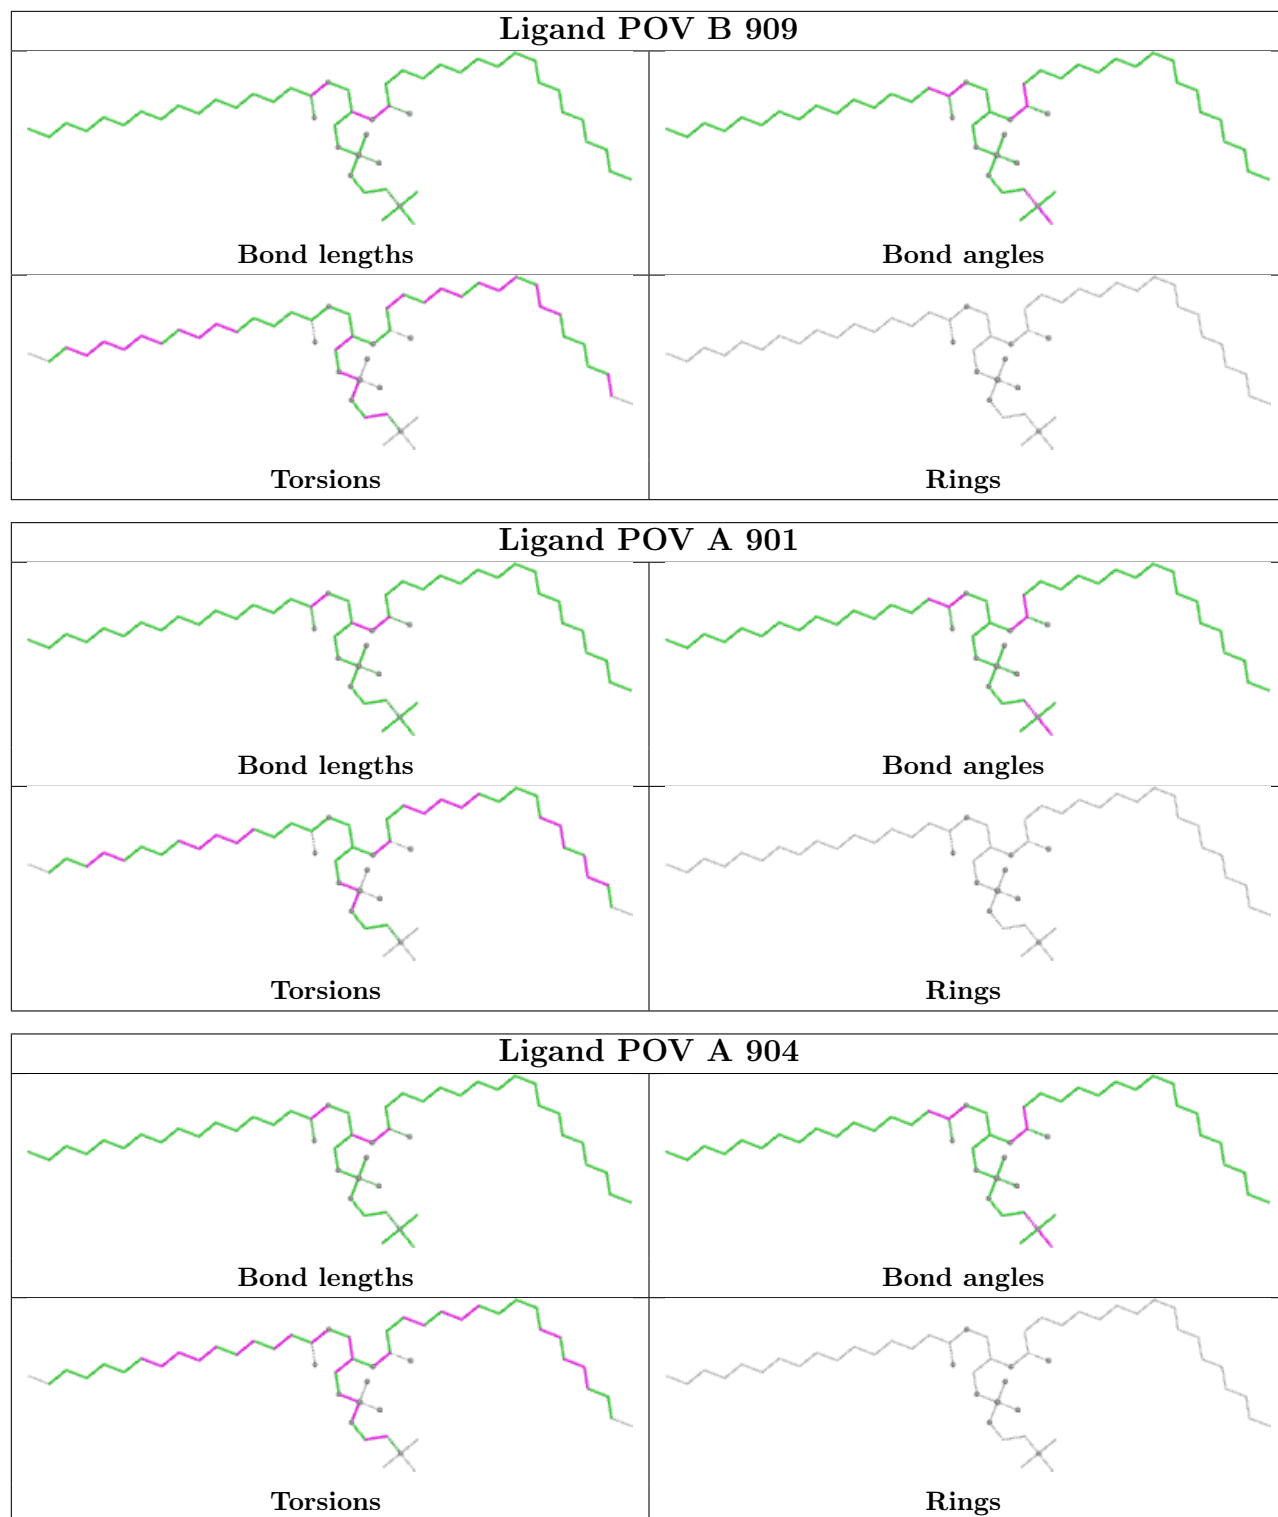 Ligand POV B 909
Bond lengths
Bond angles
Torsions
Rings
Ligand POV A 901
Bond lengths
Bond angles
Torsions
Rings
Ligand POV A 904
Bond lengths
Bond angles
Torsions
Rings